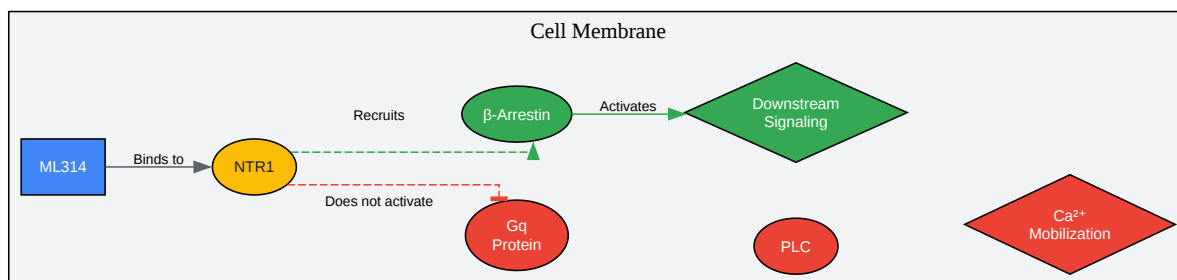 Cell Membrane
ML314
Binds to
NTR1
Recruits
β-Arrestin
Activates
Downstream
Signaling
Does not activate
Gq
Protein
PLC
Ca²⁺
Mobilization